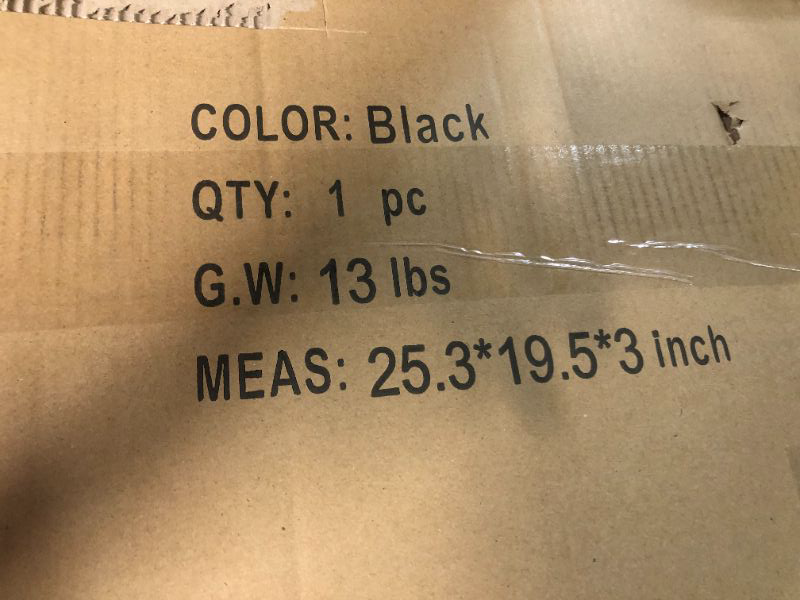 COLOR: Black
QTY: 1 pc
G.W: 13 lbs
MEAS: 25.3*19.5*3 inch